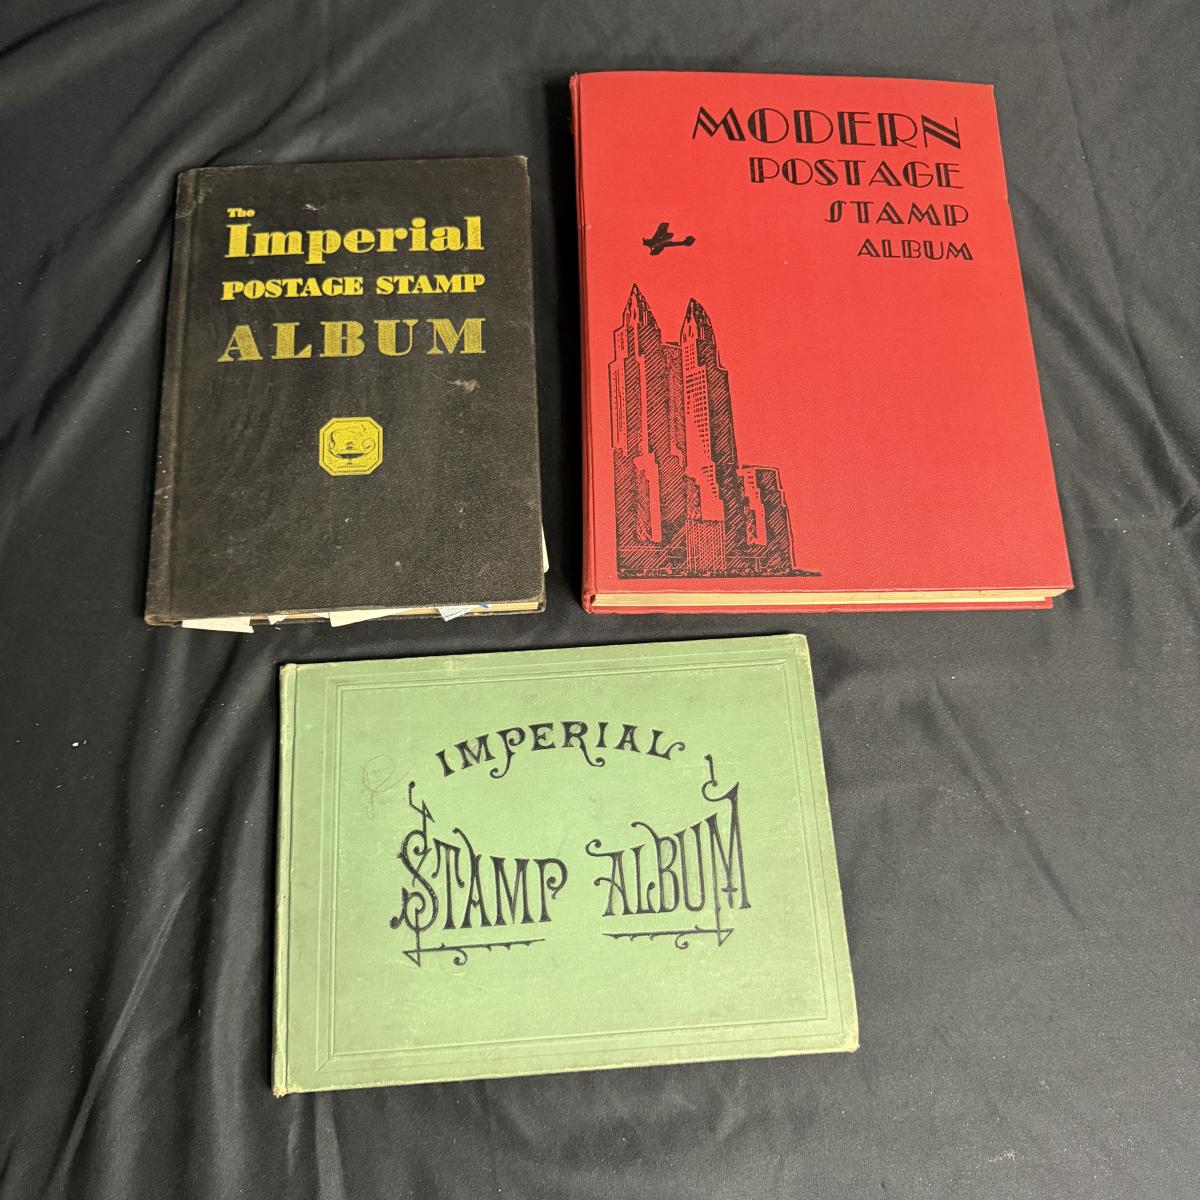 The
Imperial
POSTAGE STAMP
ALBUM
MODERN
POSTAGE
STAMP
ALBUM
IMPERIAL
STAMP ALBUM